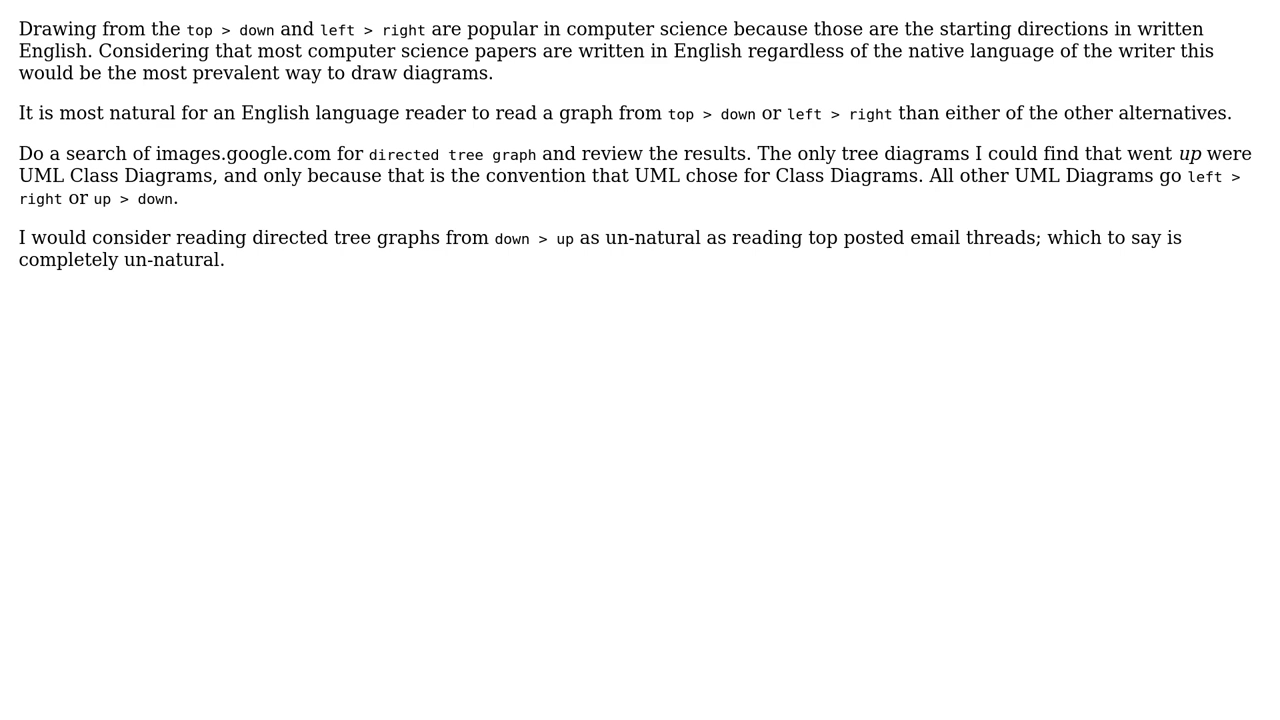 Drawing from the top > down and left > right are popular in computer science because those are the starting directions in written
English. Considering that most computer science papers are written in English regardless of the native language of the writer this
would be the most prevalent way to draw diagrams.
It is most natural for an English language reader to read a graph from top > down or left > right than either of the other alternatives.
Do a search of images.google.com for directed tree graph and review the results. The only tree diagrams I could find that went up were
UML Class Diagrams, and only because that is the convention that UML chose for Class Diagrams. All other UML Diagrams go left >
right or up > down.
I would consider reading directed tree graphs from down > up as un-natural as reading top posted email threads; which to say is
completely un-natural.